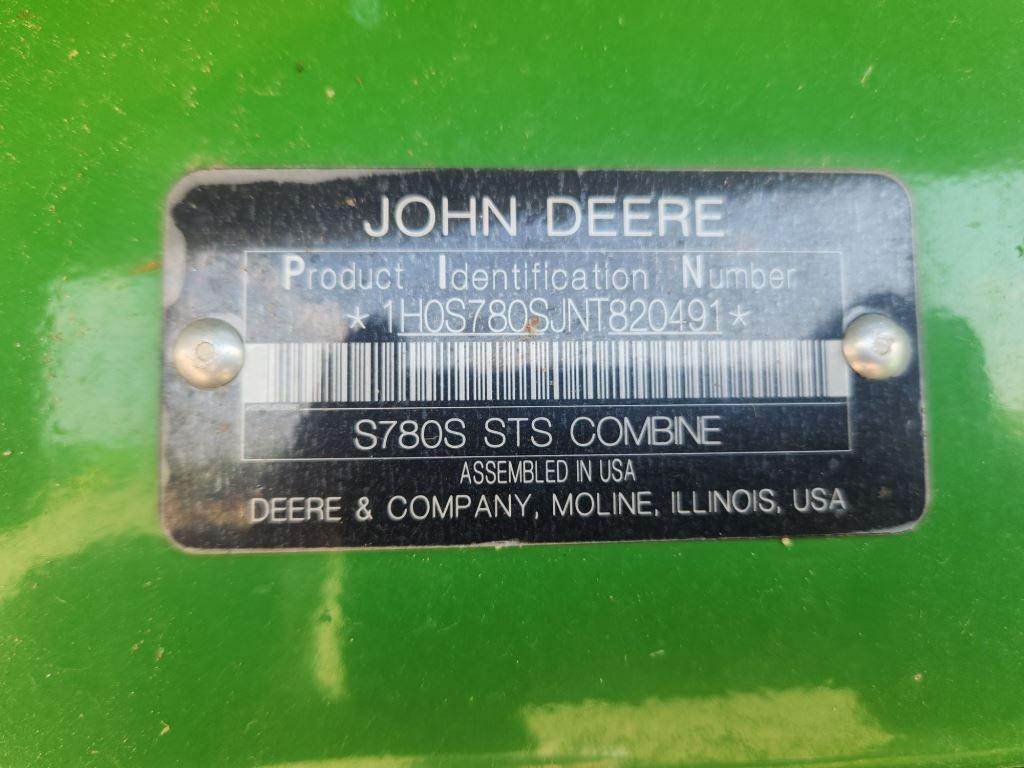 JOHN DEERE
Product Identification Number
*1H0S780SJNT820491*
S780S STS COMBINE
ASSEMBLED IN USA
DEERE & COMPANY, MOLINE, ILLINOIS, USA